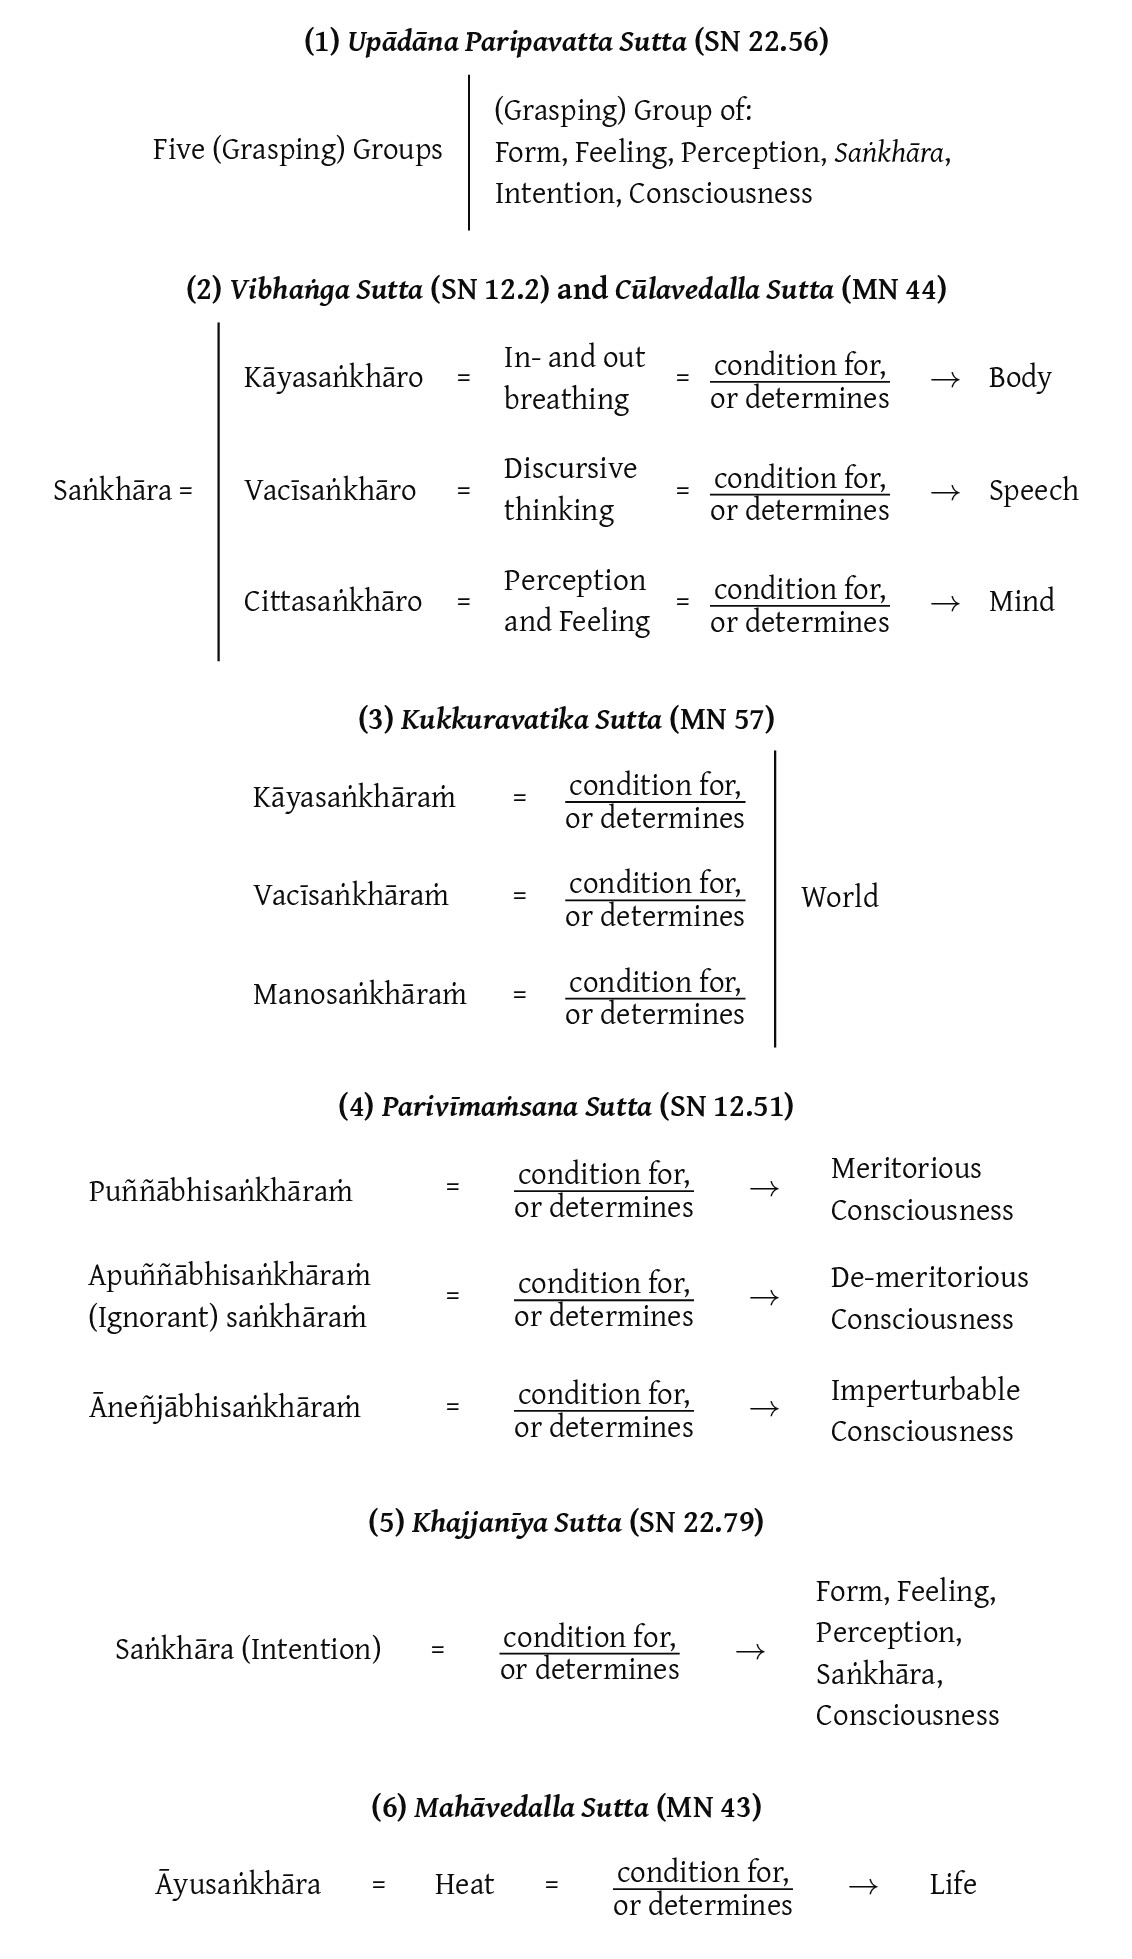 (1) Upādāna Paripavatta Sutta (SN 22.56)
Five (Grasping) Groups
(Grasping) Group of:
Form, Feeling, Perception, Saṅkhāra,
Intention, Consciousness
(2) Vibhaṅga Sutta (SN 12.2) and Cūlavedalla Sutta (MN 44)
Saṅkhāra =
Kāyasaṅkhāro =
In- and out
breathing
=
condition for,
or determines
→ Body
Vacīsaṅkhāro =
Discursive
thinking
=
condition for,
or determines
→ Speech
Cittasaṅkhāro =
Perception
and Feeling
=
condition for,
or determines
→ Mind
(3) Kukkuravatika Sutta (MN 57)
Kāyasaṅkhāraṁ =
condition for,
or determines
Vacīsaṅkhāraṁ =
condition for,
or determines
Manosaṅkhāraṁ =
condition for,
or determines
World
(4) Parivīmaṁsana Sutta (SN 12.51)
Puññābhisaṅkhāraṁ =
condition for,
or determines
→
Meritorious
Consciousness
Apuññābhisaṅkhāraṁ
(Ignorant) saṅkhāraṁ
=
condition for,
or determines
→
De-meritorious
Consciousness
Āneñjābhisaṅkhāraṁ =
condition for,
or determines
→
Imperturbable
Consciousness
(5) Khajjanīya Sutta (SN 22.79)
Saṅkhāra (Intention) =
condition for,
or determines
→
Form, Feeling,
Perception,
Saṅkhāra,
Consciousness
(6) Mahāvedalla Sutta (MN 43)
Āyusaṅkhāra = Heat =
condition for,
or determines
→ Life